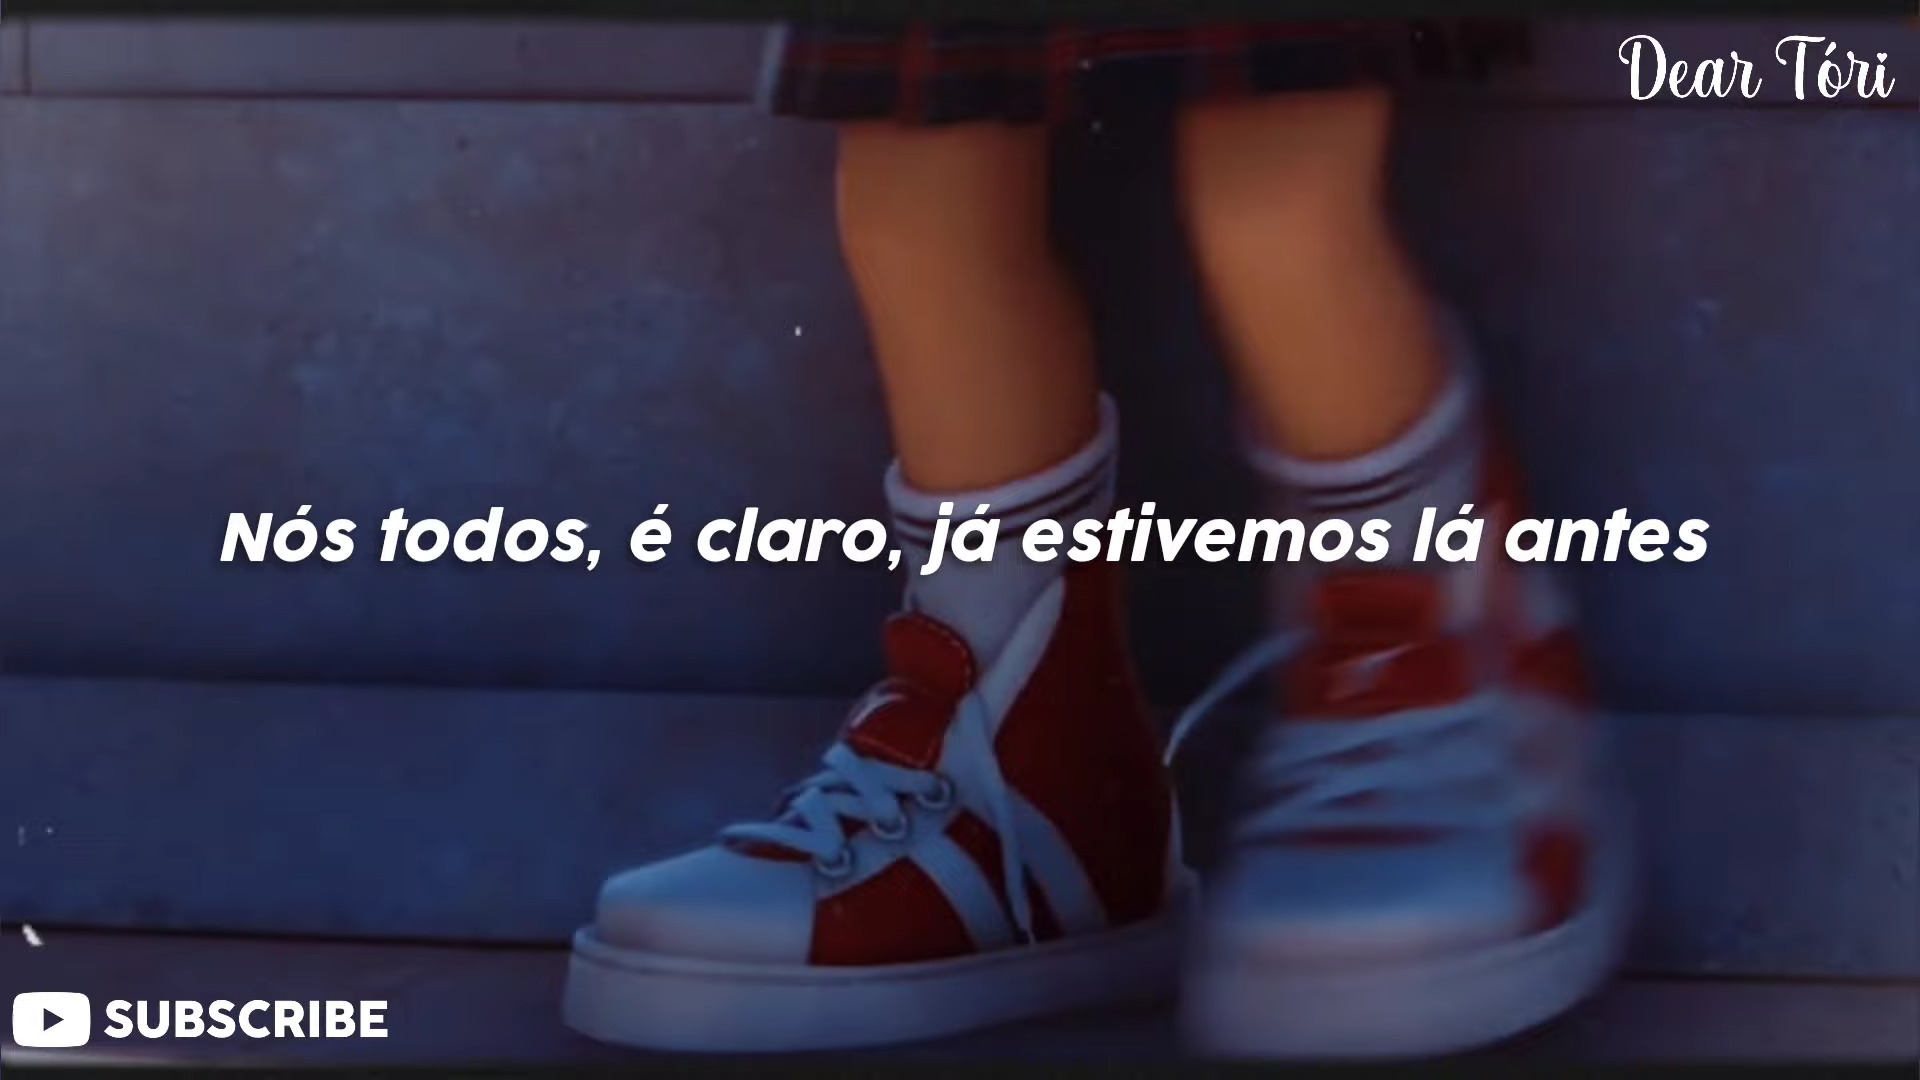 Dear Tóri
Nós todos, é claro, já estivemos lá antes
SUBSCRIBE